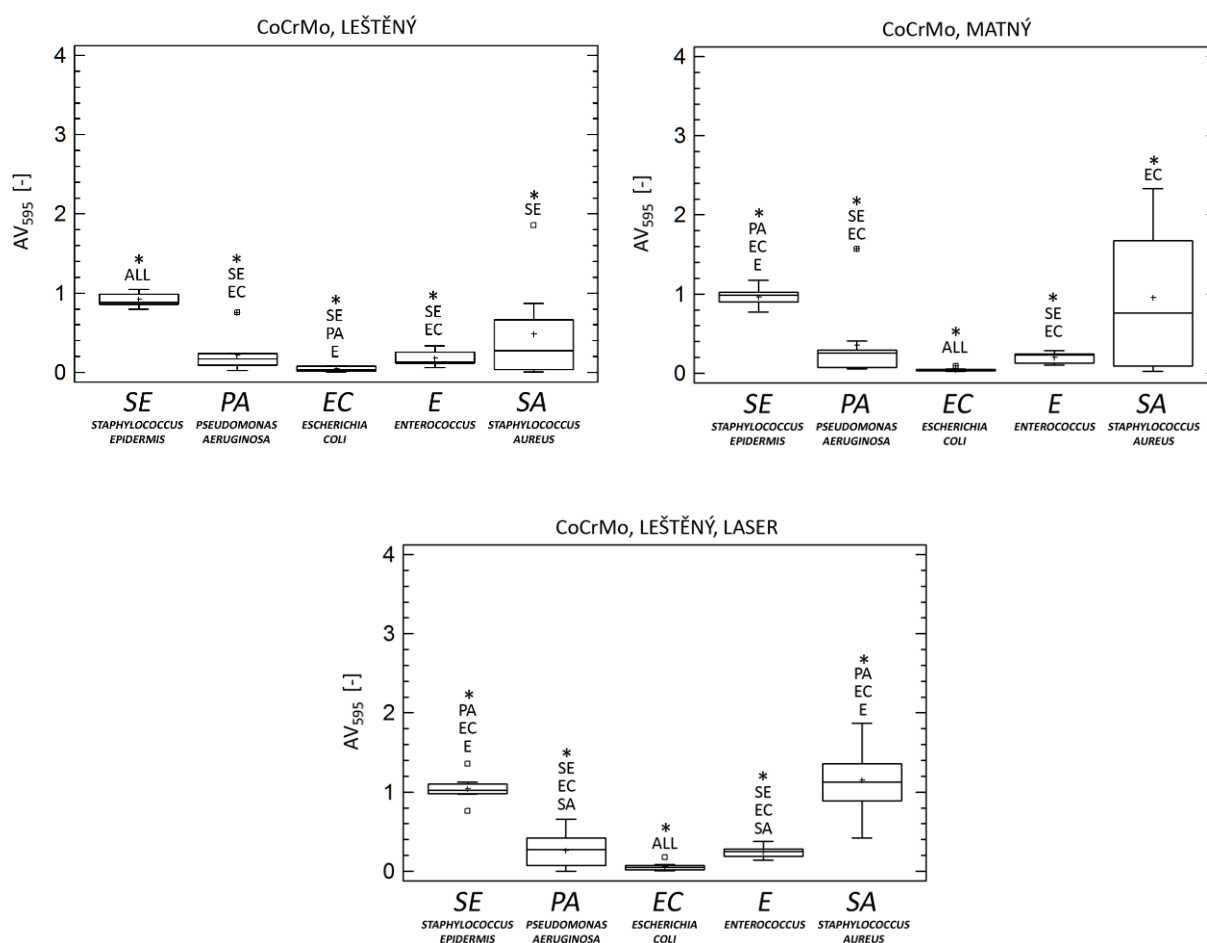 CoCrMo, LEŠTĚNÝ
4
3
2
1
0
AV595 [-]
*
ALL
*
SE
EC
*
SE
PA
E
*
SE
EC
*
SE
SE
PA
EC
E
SA
STAPHYLOCOCCUS
EPIDERMIS
PSEUDOMONAS
AERUGINOSA
ESCHERICHIA
COLI
ENTEROCOCCUS
STAPHYLOCOCCUS
AUREUS
CoCrMo, MATNÝ
4
3
2
1
0
AV595 [-]
*
PA
EC
E
*
SE
EC
*
ALL
*
SE
EC
*
EC
SE
PA
EC
E
SA
STAPHYLOCOCCUS
EPIDERMIS
PSEUDOMONAS
AERUGINOSA
ESCHERICHIA
COLI
ENTEROCOCCUS
STAPHYLOCOCCUS
AUREUS
CoCrMo, LEŠTĚNÝ, LASER
4
3
2
1
0
AV595 [-]
*
PA
EC
E
*
SE
EC
SA
*
ALL
*
SE
EC
SA
*
PA
EC
E
SE
PA
EC
E
SA
STAPHYLOCOCCUS
EPIDERMIS
PSEUDOMONAS
AERUGINOSA
ESCHERICHIA
COLI
ENTEROCOCCUS
STAPHYLOCOCCUS
AUREUS